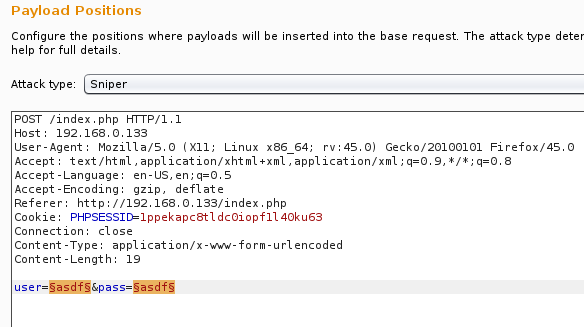 Payload Positions
Configure the positions where payloads will be inserted into the base request. The attack type deter
help for full details.
Attack type: Sniper
POST /index.php HTTP/1.1
Host: 192.168.0.133
User-Agent: Mozilla/5.0 (X11; Linux x86_64; rv:45.0) Gecko/20100101 Firefox/45.0
Accept: text/html,application/xhtml+xml,application/xml;q=0.9,*/*;q=0.8
Accept-Language: en-US,en;q=0.5
Accept-Encoding: gzip, deflate
Referer: http://192.168.0.133/index.php
Cookie: PHPSESSID=1ppekapc8tldc0iopf1l40ku63
Connection: close
Content-Type: application/x-www-form-urlencoded
Content-Length: 19
user=§asdf§&pass=§asdf§